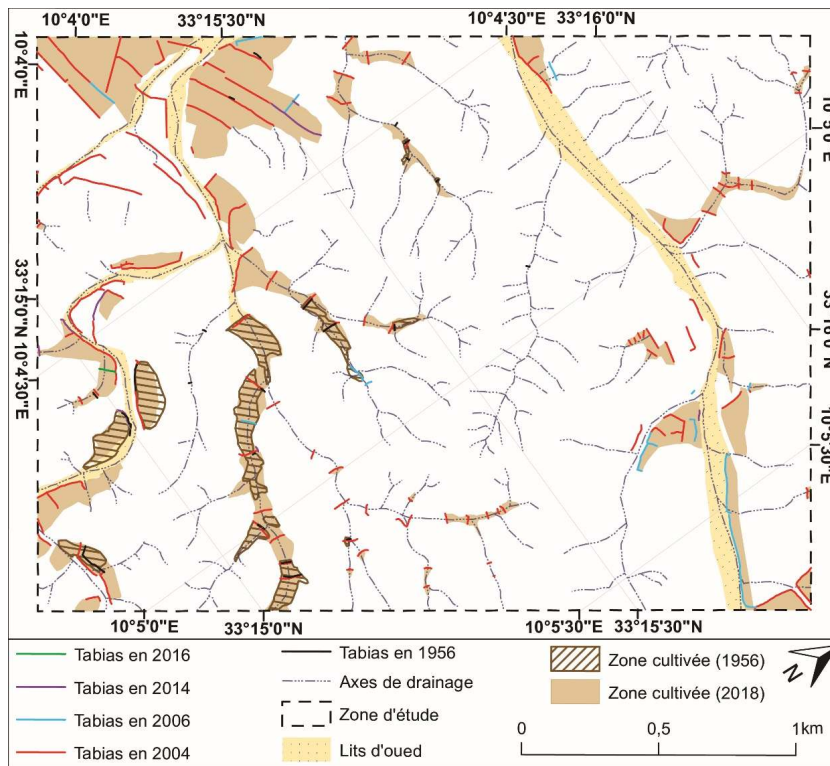 10°4'0"E 33°15'30"N 10°4'30"E 33°16'0"N
10°4'0"E
10°5'0"E
33°15'0"N 10°4'30"E
33°16'0"N
10°5'30"E
10°5'0"E 33°15'0"N 10°5'30"E 33°15'30"N
Tabias en 2016
Tabias en 2014
Tabias en 2006
Tabias en 2004
Tabias en 1956
Axes de drainage
Zone d'étude
Lits d'oued
Zone cultivée (1956)
Zone cultivée (2018)
N
0 0,5 1km